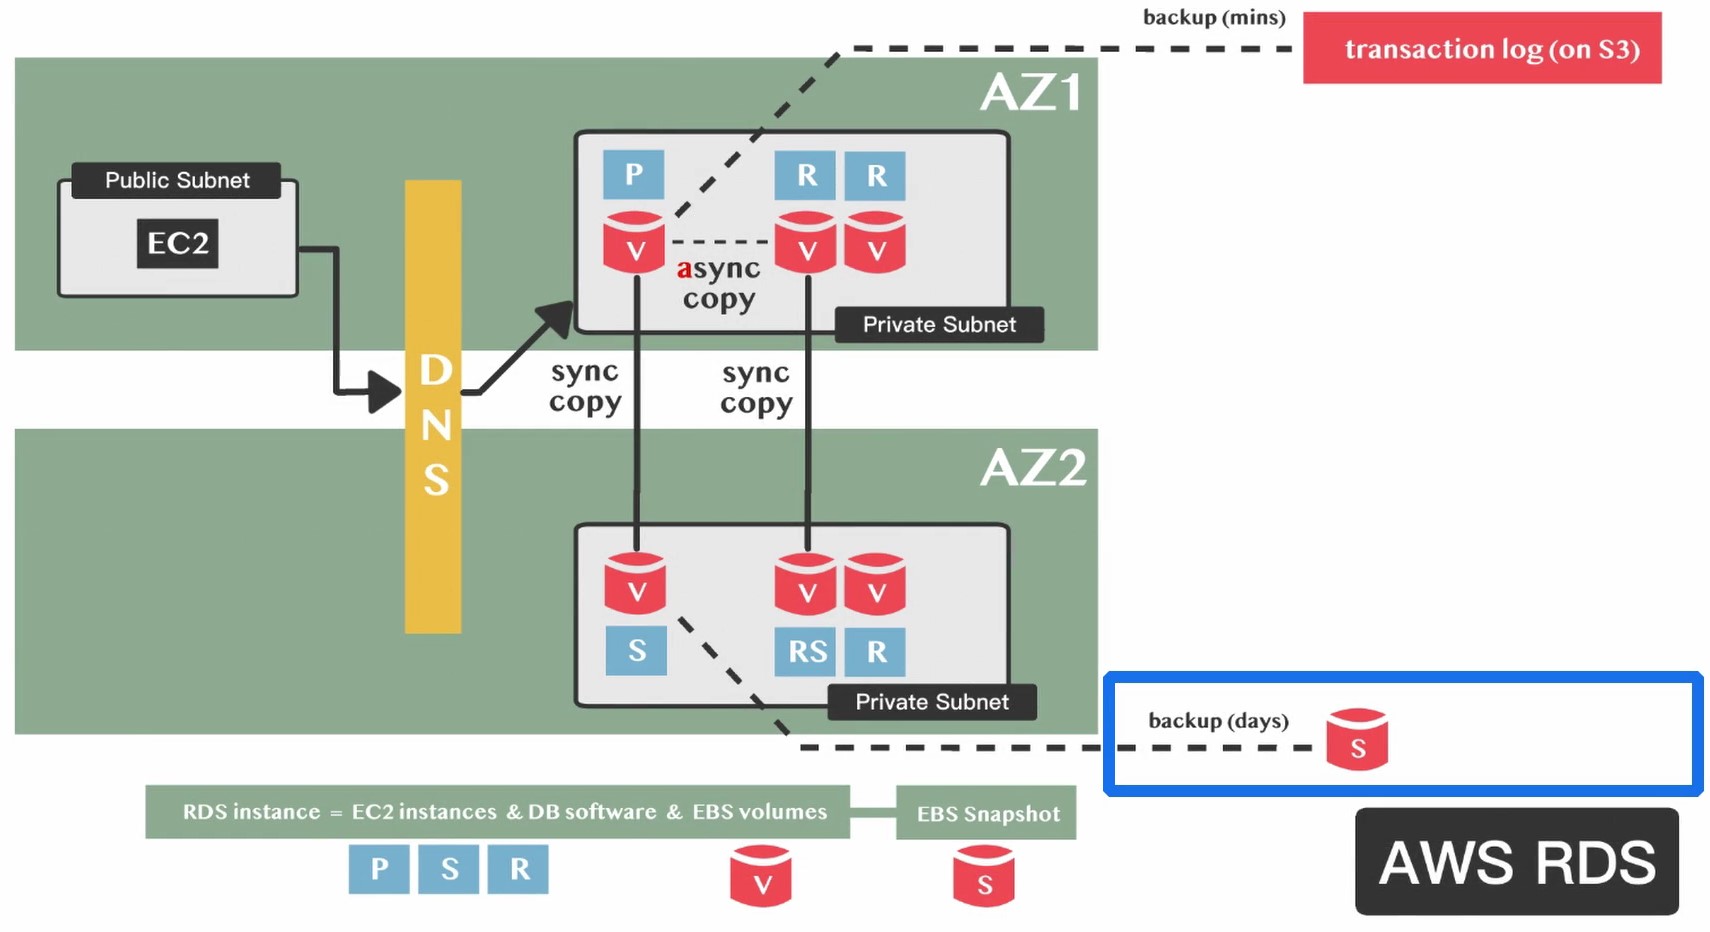 backup (mins)
transaction log (on S3)
AZ1
Public Subnet
EC2
P
R
R
V
V
V
async
copy
Private Subnet
DNS
sync
copy
sync
copy
AZ2
V
V
V
S
RS
R
Private Subnet
backup (days)
S
RDS instance = EC2 instances & DB software & EBS volumes
EBS Snapshot
P
S
R
V
S
AWS RDS